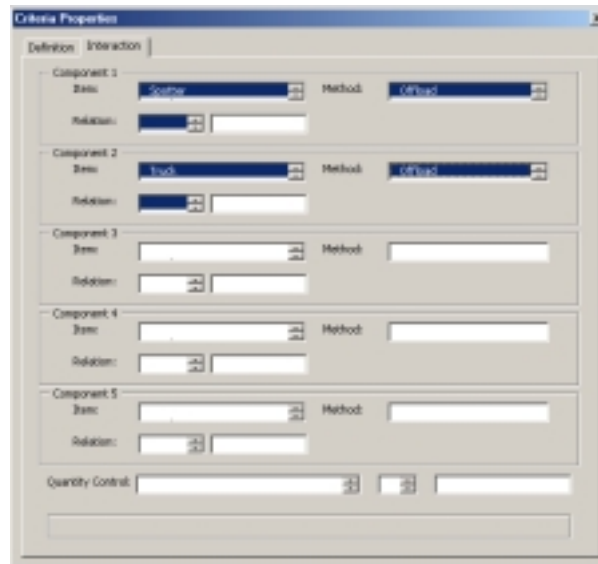 Criteria Properties
Definition Interaction
Component 1
Item: Spotter Method: Offload
Relation:
Component 2
Item: Truck Method: Offload
Relation:
Component 3
Item: Method:
Relation:
Component 4
Item: Method:
Relation:
Component 5
Item: Method:
Relation:
Quantity Control: